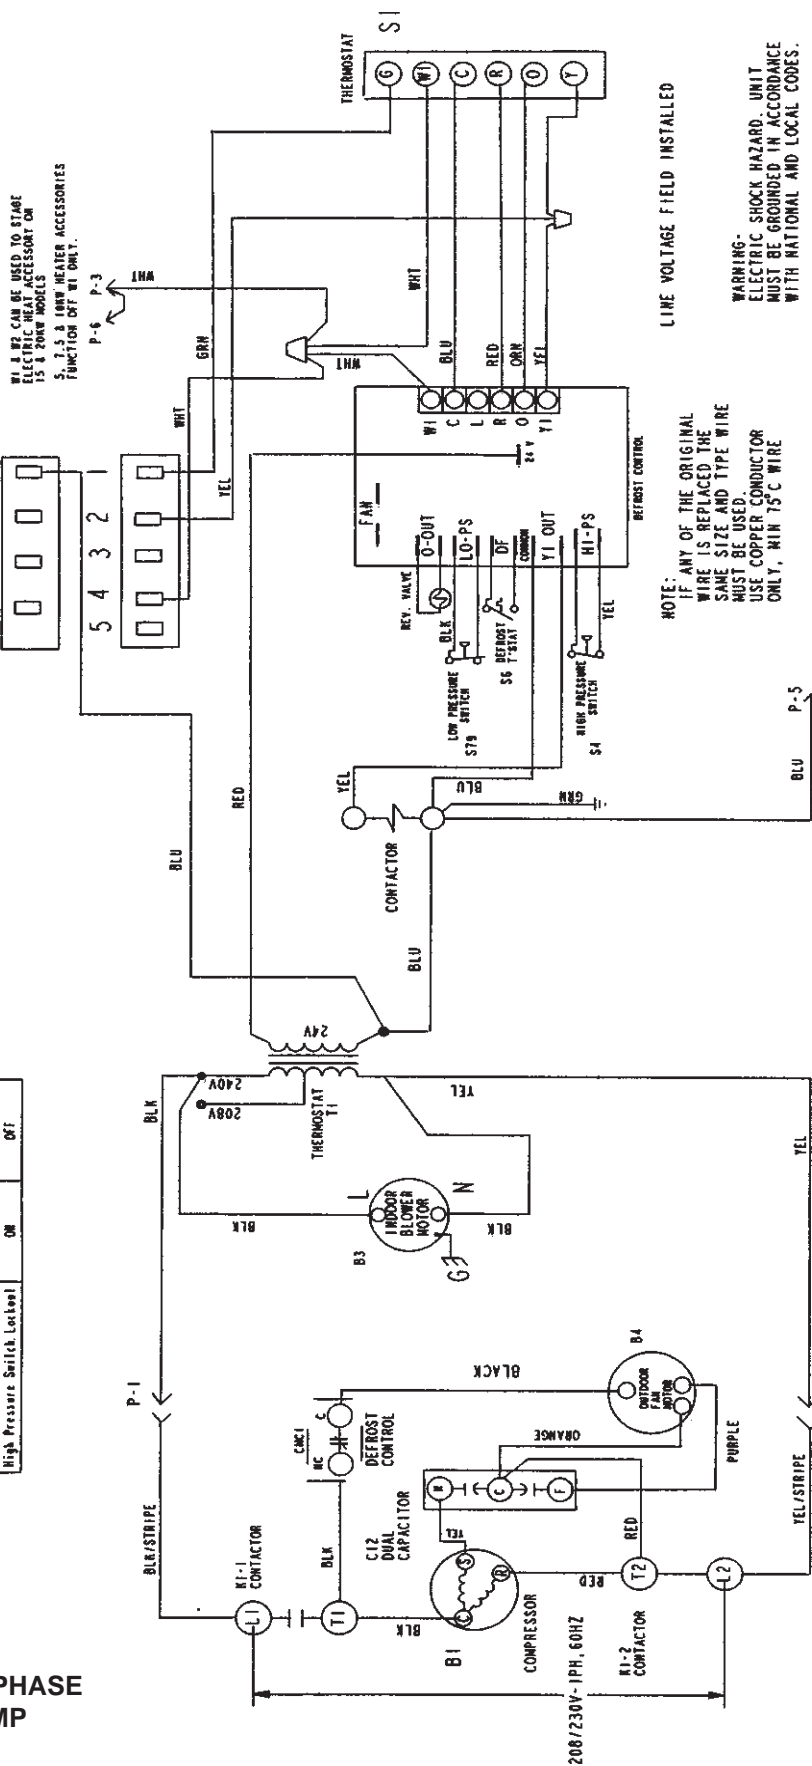 PHASE
MP
High Pressure Switch Lockout
ON
OFF
W1 & W2 CAN BE USED TO STAGE
ELECTRIC HEAT ACCESSORY ON
15 & 20KW MODELS
5, 7.5 & 10KW HEATER ACCESSORIES
FUNCTION OFF W1 ONLY.
P-6
P-3
WHT
GRN
WHT
YEL
5 4 3 2 1
THERMOSTAT
S1
G
W1
C
R
O
Y
WHT
WHT
BLU
RED
ORN
YEL
W1
C
L
R
O
Y1
24 V
FAN
O-OUT
LO-PS
DF
COMMON
Y1 OUT
HI-PS
DEFROST CONTROL
REV. VALVE
BLK
LOW PRESSURE
SWITCH
S79
S6
DEFROST
T'STAT
HIGH PRESSURE
SWITCH
S4
YEL
YEL
BLU
GRN
CONTACTOR
BLU
BLU
RED
BLU
P-5
24V
240V
208V
THERMOSTAT
T1
YEL
BLK
L
N
INDOOR
BLOWER
MOTOR
B3
G
BLK
BLK
P-1
BLK/STRIPE
K1-1
CONTACTOR
L1
T1
BLK
CMC1
NC
C
DEFROST
CONTROL
BLACK
B4
OUTDOOR
FAN
MOTOR
ORANGE
PURPLE
C12
DUAL
CAPACITOR
H
C
F
YEL
S
R
C
B1
COMPRESSOR
BLK
RED
RED
T2
L2
K1-2
CONTACTOR
208/230V-1PH, 60HZ
YEL/STRIPE
YEL
LINE VOLTAGE FIELD INSTALLED
NOTE:
IF ANY OF THE ORIGINAL
WIRE IS REPLACED THE
SAME SIZE AND TYPE WIRE
MUST BE USED.
USE COPPER CONDUCTOR
ONLY, MIN 75°C WIRE
WARNING-
ELECTRIC SHOCK HAZARD. UNIT
MUST BE GROUNDED IN ACCORDANCE
WITH NATIONAL AND LOCAL CODES.